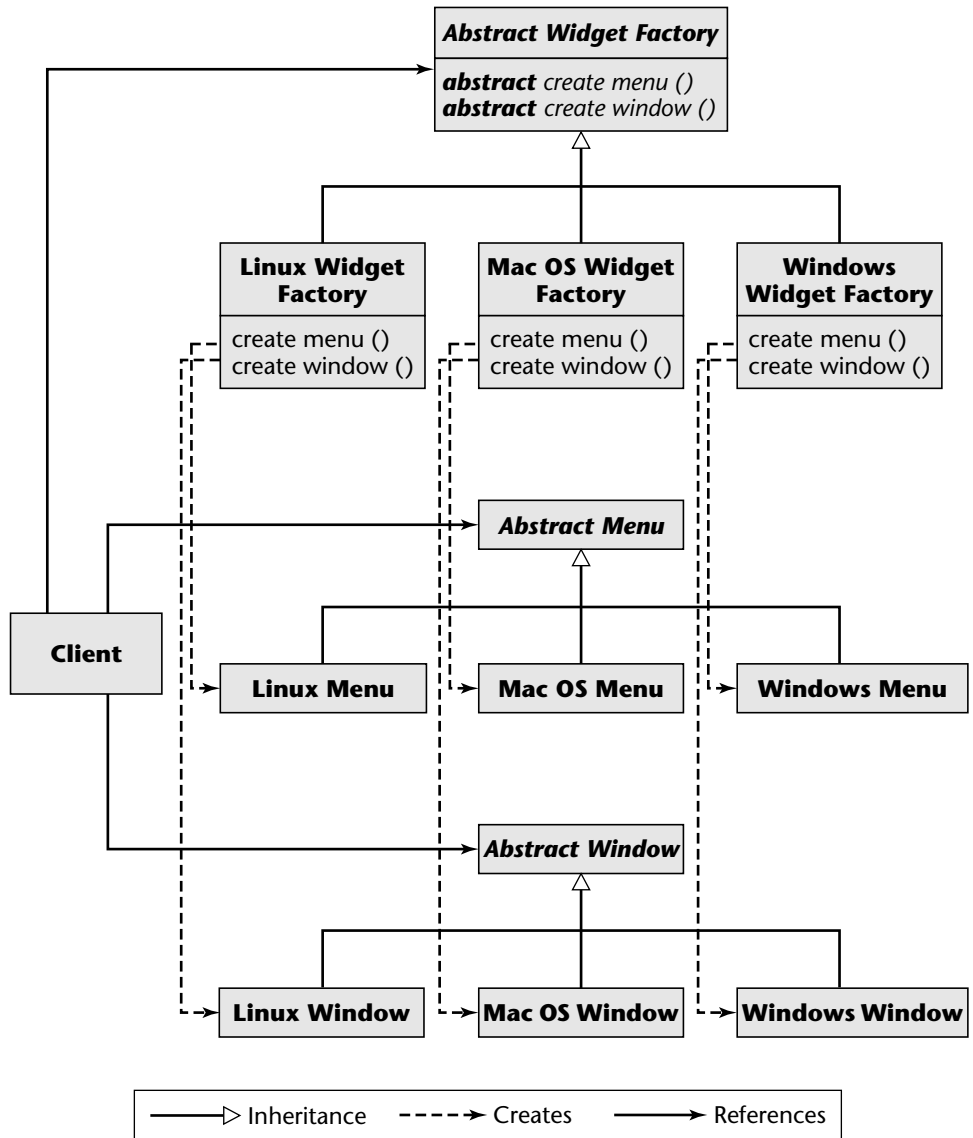 Abstract Widget Factory
abstract create menu ()
abstract create window ()
Linux Widget
Factory
create menu ()
create window ()
Mac OS Widget
Factory
create menu ()
create window ()
Windows
Widget Factory
create menu ()
create window ()
Abstract Menu
Client
Linux Menu
Mac OS Menu
Windows Menu
Abstract Window
Linux Window
Mac OS Window
Windows Window
Inheritance
Creates
References